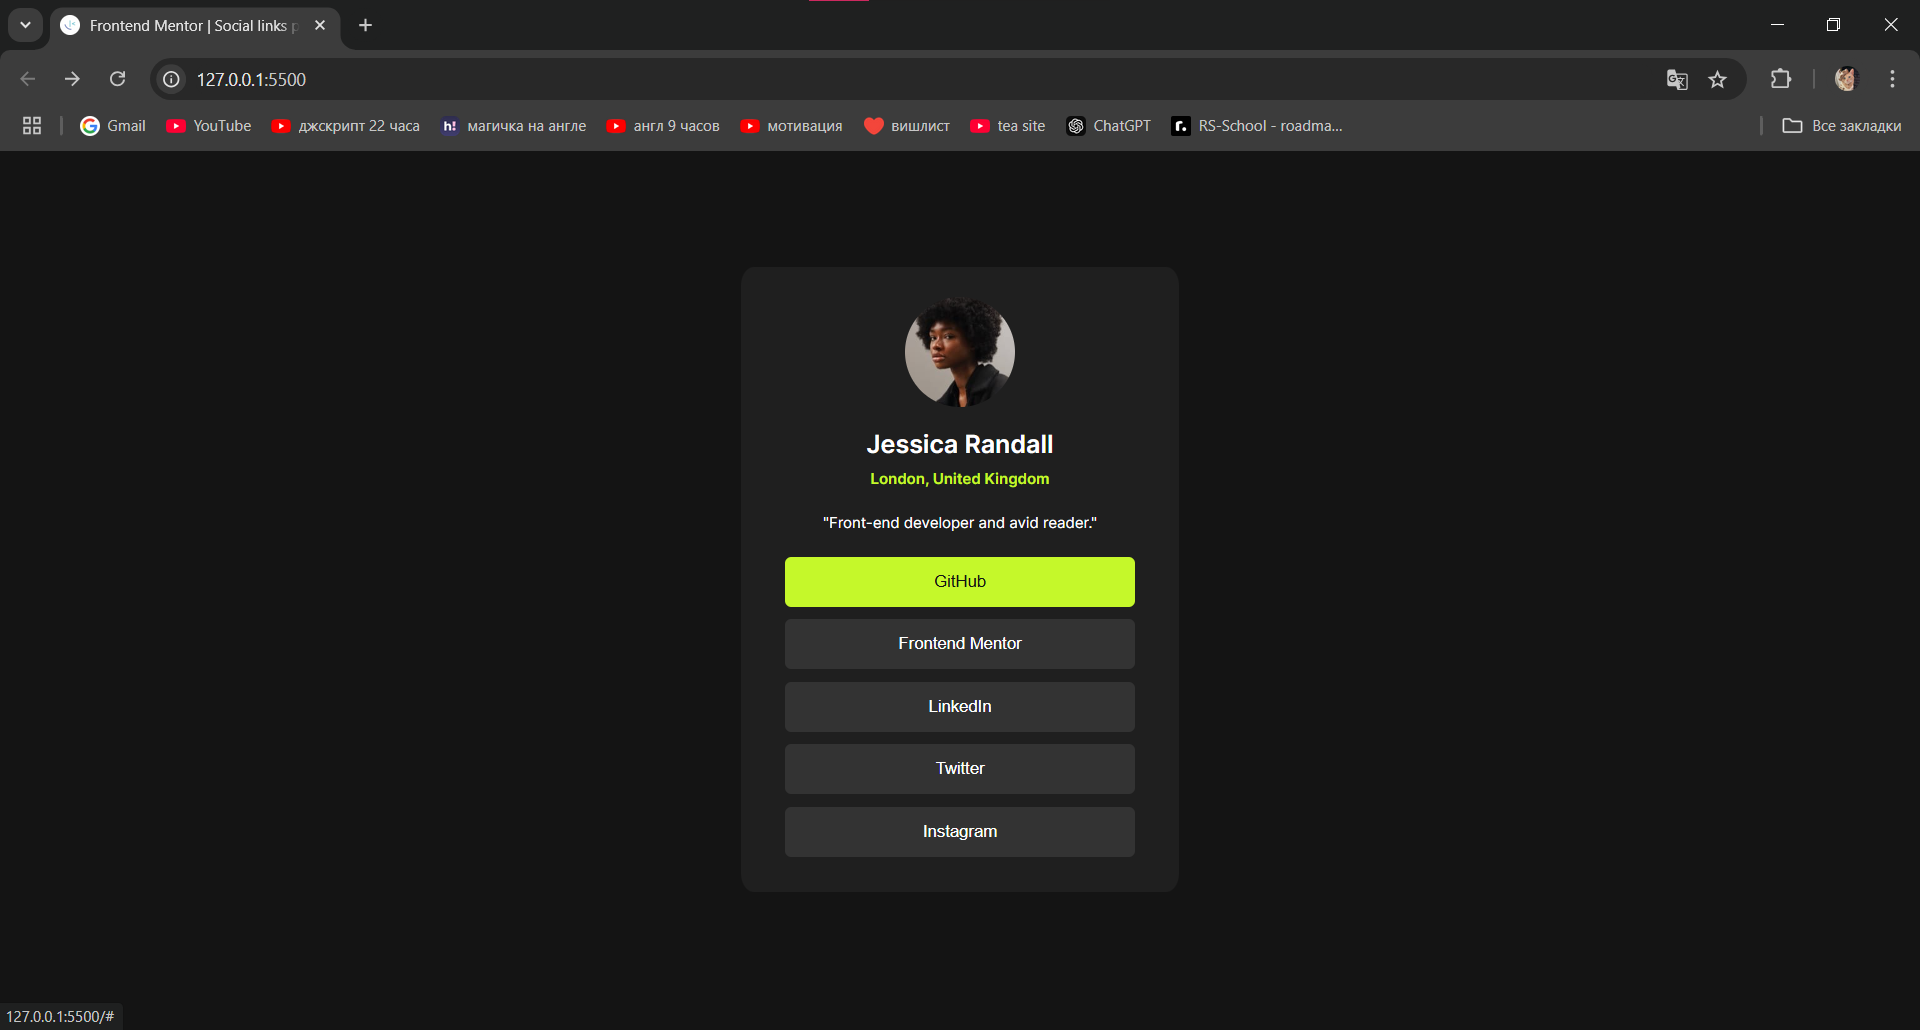 Frontend Mentor | Social links p
127.0.0.1:5500
Gmail YouTube джскрипт 22 часа h! магичка на англе англ 9 часов мотивация вишлист tea site ChatGPT r. RS-School - roadma... Все закладки
Jessica Randall
London, United Kingdom
"Front-end developer and avid reader."
GitHub
Frontend Mentor
LinkedIn
Twitter
Instagram
127.0.0.1:5500/#